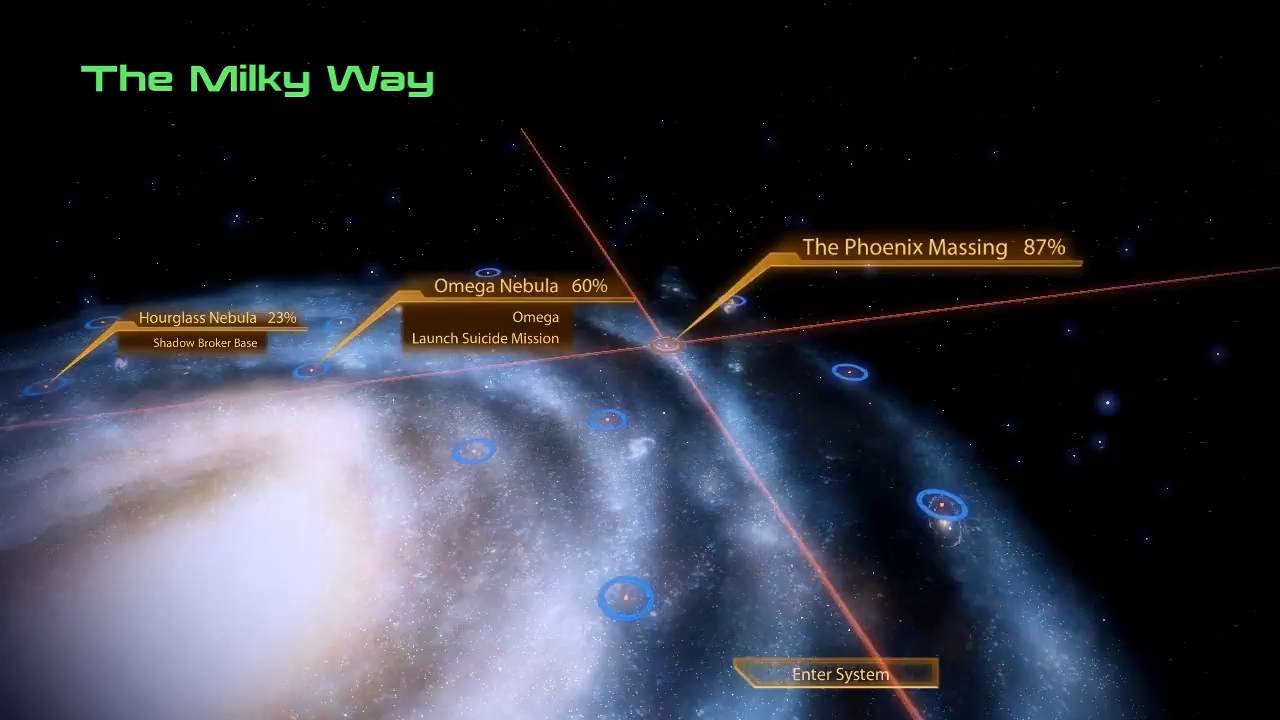 The Milky Way
The Phoenix Massing 87%
Omega Nebula 60%
Omega
Launch Suicide Mission
Hourglass Nebula 23%
Shadow Broker Base
Enter System